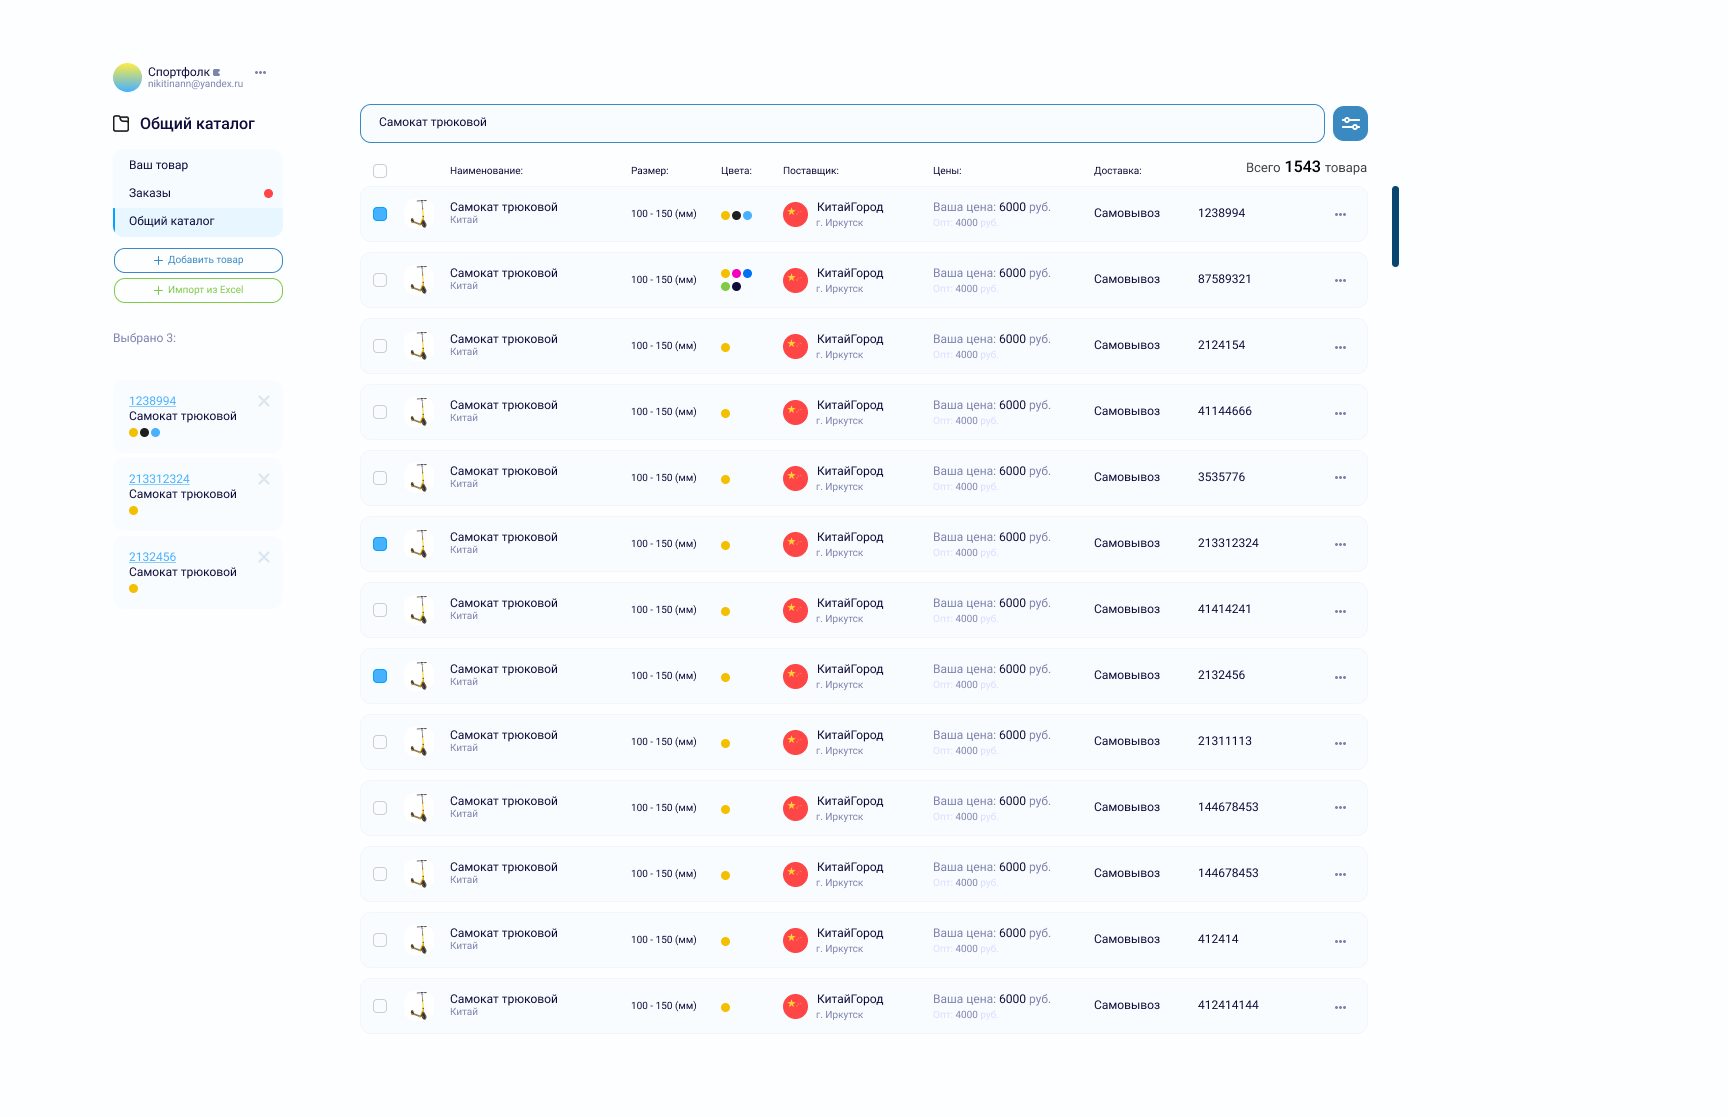 Спортфолк
nikitinann@yandex.ru
Общий каталог
Ваш товар
Заказы
Общий каталог
+ Добавить товар
+ Импорт из Excel
Выбрано 3:
1238994
Самокат трюковой
213312324
Самокат трюковой
2132456
Самокат трюковой
Самокат трюковой
Наименование: Размер: Цвета: Поставщик: Цены: Доставка: Всего 1543 товара
Самокат трюковой 100 - 150 (мм) КитайГород Ваша цена: 6000 руб. Самовывоз 1238994
Китай г. Иркутск Опт: 4000 руб.
Самокат трюковой 100 - 150 (мм) КитайГород Ваша цена: 6000 руб. Самовывоз 87589321
Китай г. Иркутск Опт: 4000 руб.
Самокат трюковой 100 - 150 (мм) КитайГород Ваша цена: 6000 руб. Самовывоз 2124154
Китай г. Иркутск Опт: 4000 руб.
Самокат трюковой 100 - 150 (мм) КитайГород Ваша цена: 6000 руб. Самовывоз 41144666
Китай г. Иркутск Опт: 4000 руб.
Самокат трюковой 100 - 150 (мм) КитайГород Ваша цена: 6000 руб. Самовывоз 3535776
Китай г. Иркутск Опт: 4000 руб.
Самокат трюковой 100 - 150 (мм) КитайГород Ваша цена: 6000 руб. Самовывоз 213312324
Китай г. Иркутск Опт: 4000 руб.
Самокат трюковой 100 - 150 (мм) КитайГород Ваша цена: 6000 руб. Самовывоз 41414241
Китай г. Иркутск Опт: 4000 руб.
Самокат трюковой 100 - 150 (мм) КитайГород Ваша цена: 6000 руб. Самовывоз 2132456
Китай г. Иркутск Опт: 4000 руб.
Самокат трюковой 100 - 150 (мм) КитайГород Ваша цена: 6000 руб. Самовывоз 21311113
Китай г. Иркутск Опт: 4000 руб.
Самокат трюковой 100 - 150 (мм) КитайГород Ваша цена: 6000 руб. Самовывоз 144678453
Китай г. Иркутск Опт: 4000 руб.
Самокат трюковой 100 - 150 (мм) КитайГород Ваша цена: 6000 руб. Самовывоз 144678453
Китай г. Иркутск Опт: 4000 руб.
Самокат трюковой 100 - 150 (мм) КитайГород Ваша цена: 6000 руб. Самовывоз 412414
Китай г. Иркутск Опт: 4000 руб.
Самокат трюковой 100 - 150 (мм) КитайГород Ваша цена: 6000 руб. Самовывоз 412414144
Китай г. Иркутск Опт: 4000 руб.